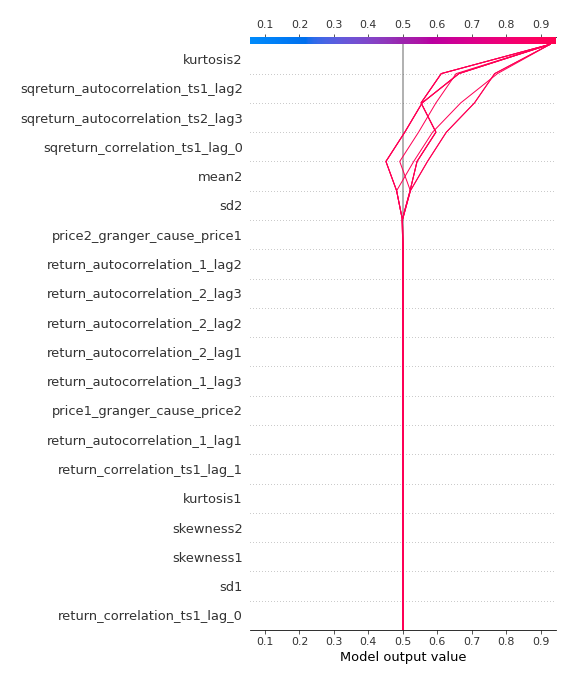 0.1 0.2 0.3 0.4 0.5 0.6 0.7 0.8 0.9
kurtosis2
sqreturn_autocorrelation_ts1_lag2
sqreturn_autocorrelation_ts2_lag3
sqreturn_correlation_ts1_lag_0
mean2
sd2
price2_granger_cause_price1
return_autocorrelation_1_lag2
return_autocorrelation_2_lag3
return_autocorrelation_2_lag2
return_autocorrelation_2_lag1
return_autocorrelation_1_lag3
price1_granger_cause_price2
return_autocorrelation_1_lag1
return_correlation_ts1_lag_1
kurtosis1
skewness2
skewness1
sd1
return_correlation_ts1_lag_0
0.1 0.2 0.3 0.4 0.5 0.6 0.7 0.8 0.9
Model output value